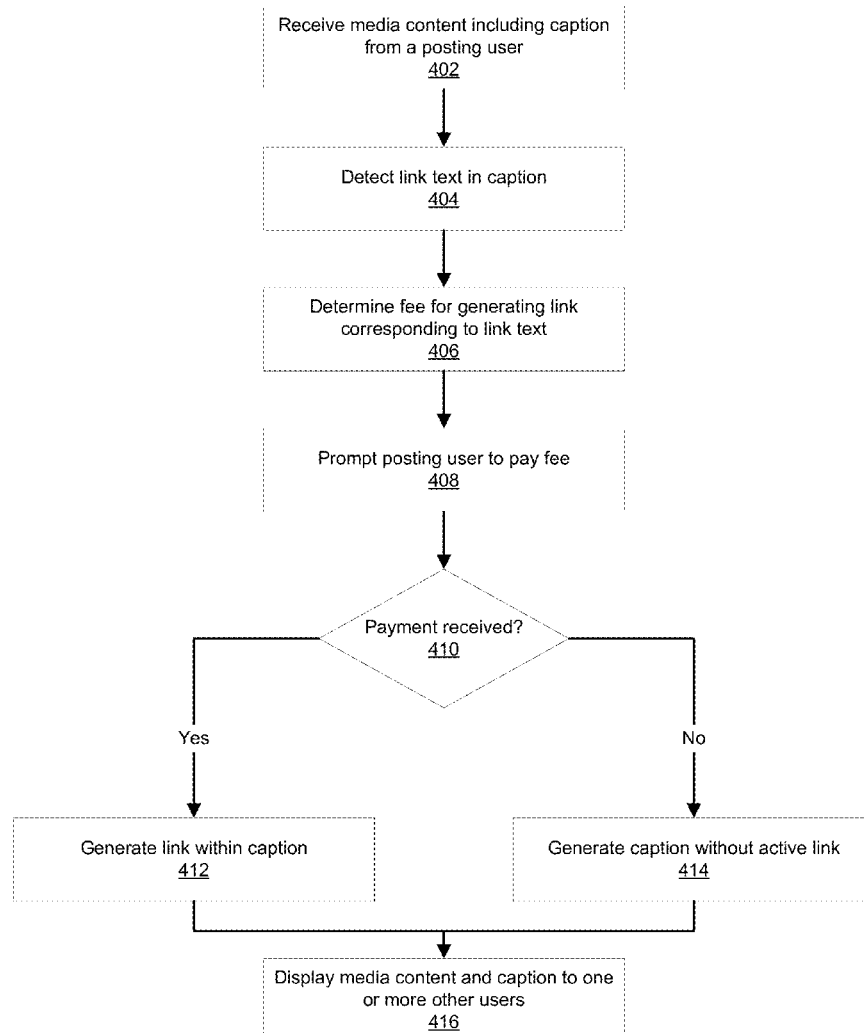 Receive media content including caption
from a posting user
402
Detect link text in caption
404
Determine fee for generating link
corresponding to link text
406
Prompt posting user to pay fee
408
Payment received?
410
Yes
No
Generate link within caption
412
Generate caption without active link
414
Display media content and caption to one
or more other users
416